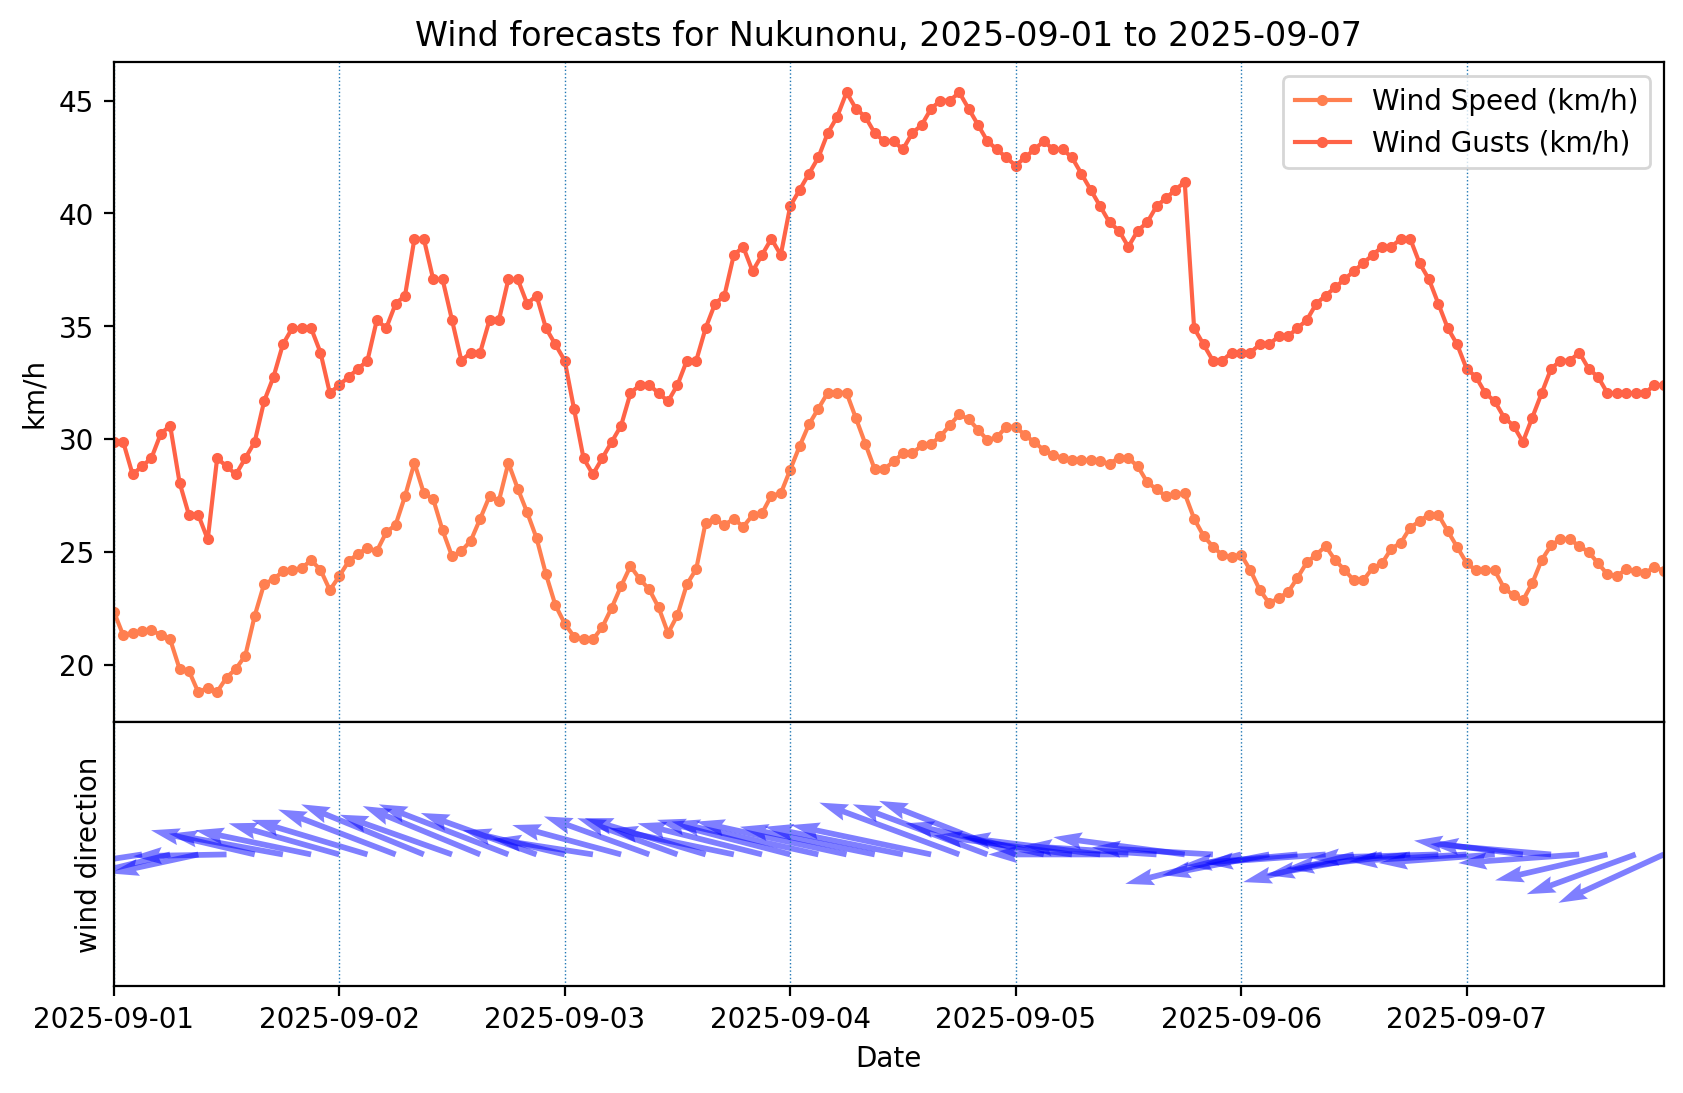 Wind forecasts for Nukunonu, 2025-09-01 to 2025-09-07
Wind Speed (km/h)
Wind Gusts (km/h)
km/h
45
40
35
30
25
20
wind direction
2025-09-01
2025-09-02
2025-09-03
2025-09-04
2025-09-05
2025-09-06
2025-09-07
Date